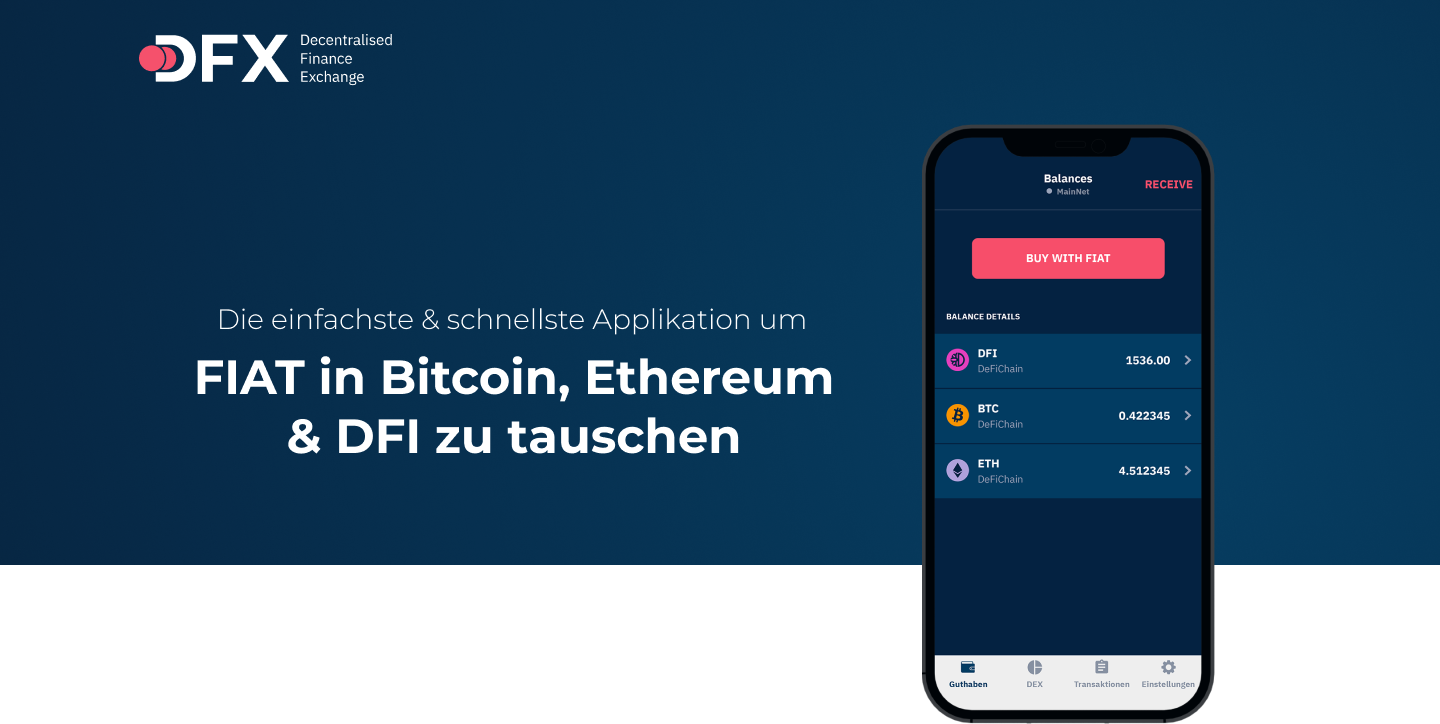 DFX
Decentralised
Finance
Exchange
Die einfachste & schnellste Applikation um
FIAT in Bitcoin, Ethereum
& DFI zu tauschen
Balances
MainNet
RECEIVE
BUY WITH FIAT
BALANCE DETAILS
DFI
DeFiChain
1536.00
BTC
DeFiChain
0.422345
ETH
DeFiChain
4.512345
Guthaben
DEX
Transaktionen
Einstellungen